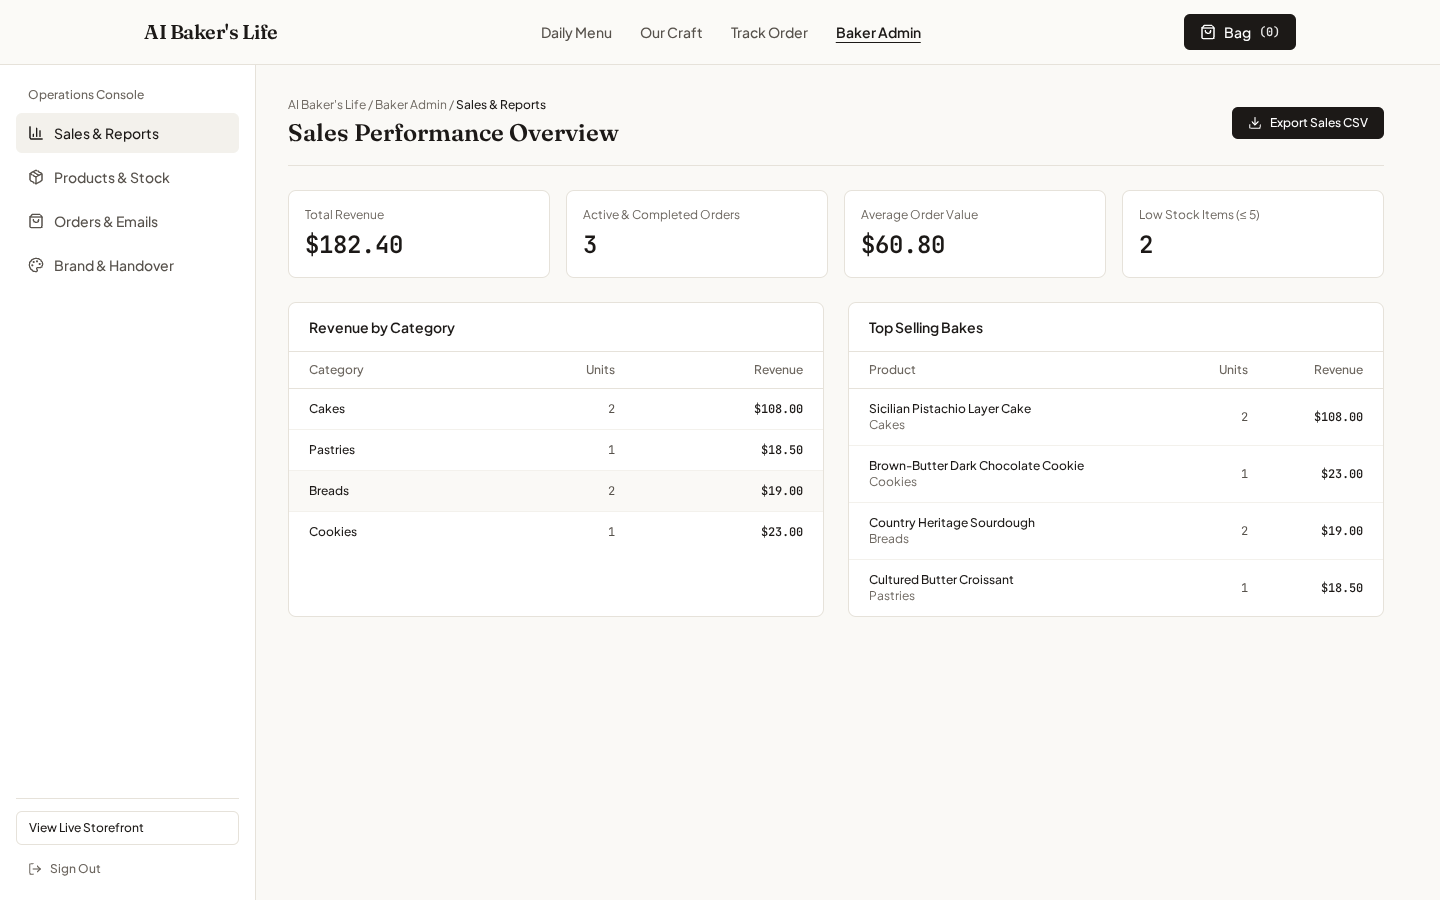 AI Baker's Life
Daily Menu
Our Craft
Track Order
Baker Admin
Bag (0)
Operations Console
Sales & Reports
Products & Stock
Orders & Emails
Brand & Handover
View Live Storefront
Sign Out
AI Baker's Life / Baker Admin / Sales & Reports
Sales Performance Overview
Export Sales CSV
Total Revenue
$182.40
Active & Completed Orders
3
Average Order Value
$60.80
Low Stock Items (≤ 5)
2
Revenue by Category
Category Units Revenue
Cakes 2 $108.00
Pastries 1 $18.50
Breads 2 $19.00
Cookies 1 $23.00
Top Selling Bakes
Product Units Revenue
Sicilian Pistachio Layer Cake 2 $108.00
Cakes
Brown-Butter Dark Chocolate Cookie 1 $23.00
Cookies
Country Heritage Sourdough 2 $19.00
Breads
Cultured Butter Croissant 1 $18.50
Pastries